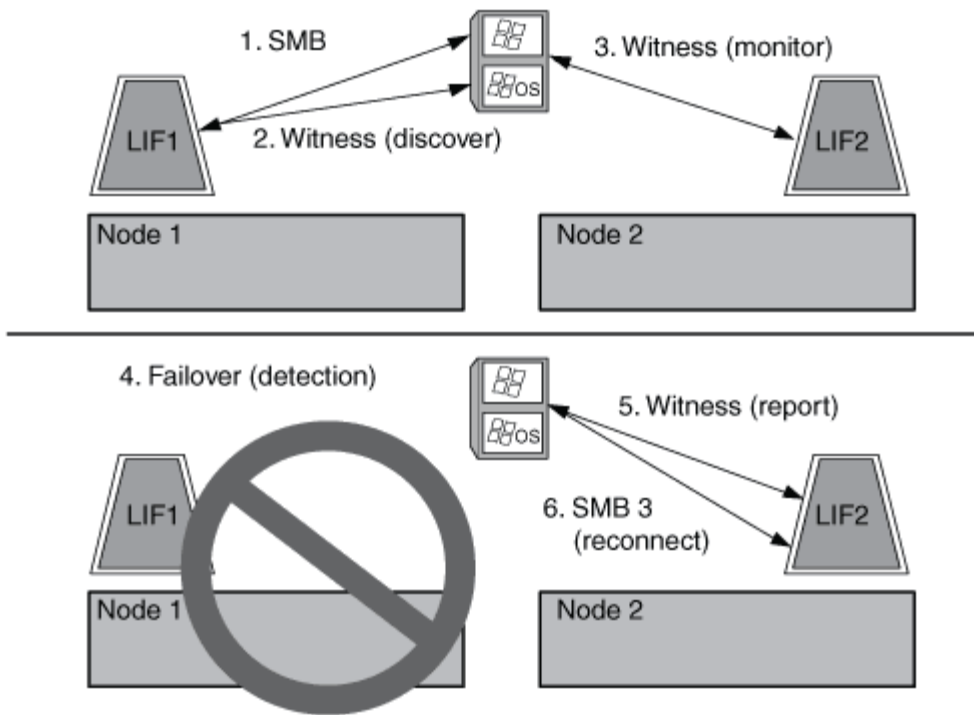 1. SMB
3. Witness (monitor)
OS
LIF1
2. Witness (discover)
LIF2
Node 1
Node 2
4. Failover (detection)
5. Witness (report)
OS
LIF1
6. SMB 3
(reconnect)
LIF2
Node 1
Node 2